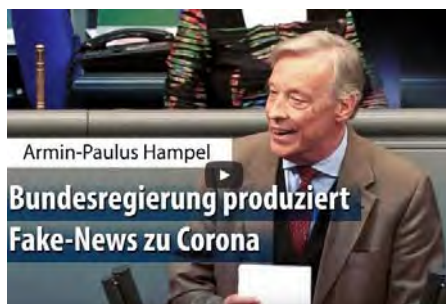 Armin-Paulus Hampel
Bundesregierung produziert
Fake-News zu Corona